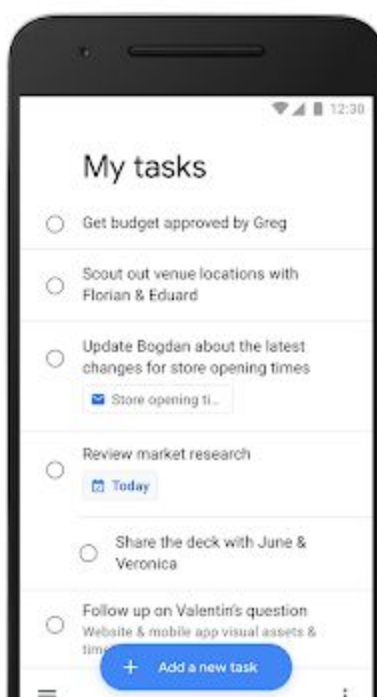 12:30
My tasks
Get budget approved by Greg
Scout out venue locations with
Florian & Eduard
Update Bogdan about the latest
changes for store opening times
Store opening ti...
Review market research
Today
Share the deck with June &
Veronica
Follow up on Valentin's question
Website & mobile app visual assets &
+ Add a new task